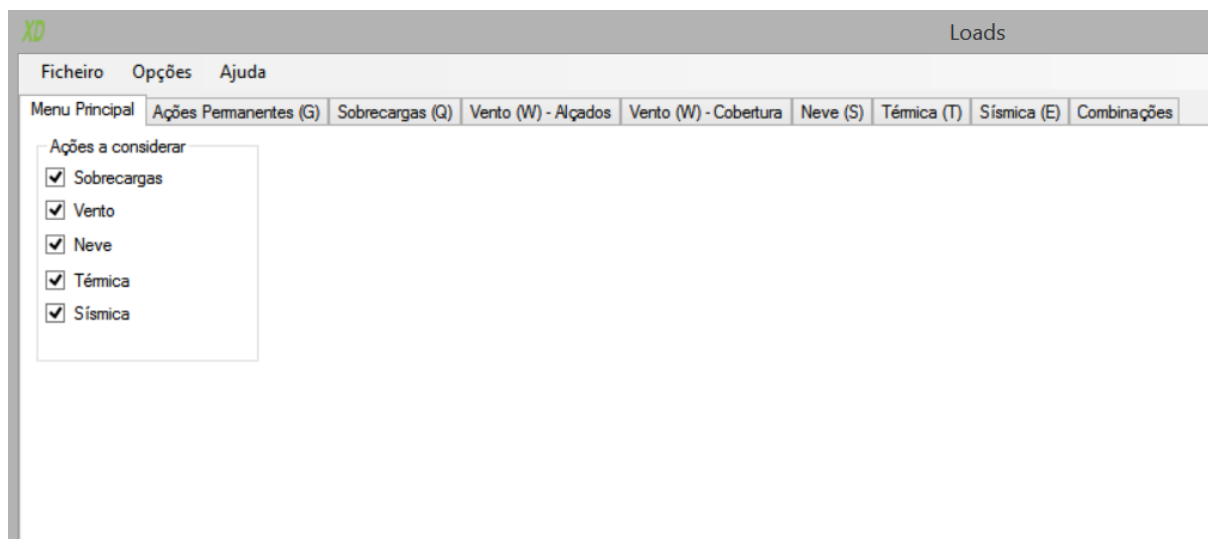 XD Loads
Ficheiro Opções Ajuda
Menu Principal Ações Permanentes (G) Sobrecargas (Q) Vento (W) - Alçados Vento (W) - Cobertura Neve (S) Térmica (T) Sísmica (E) Combinações
Ações a considerar
Sobrecargas
Vento
Neve
Térmica
Sísmica